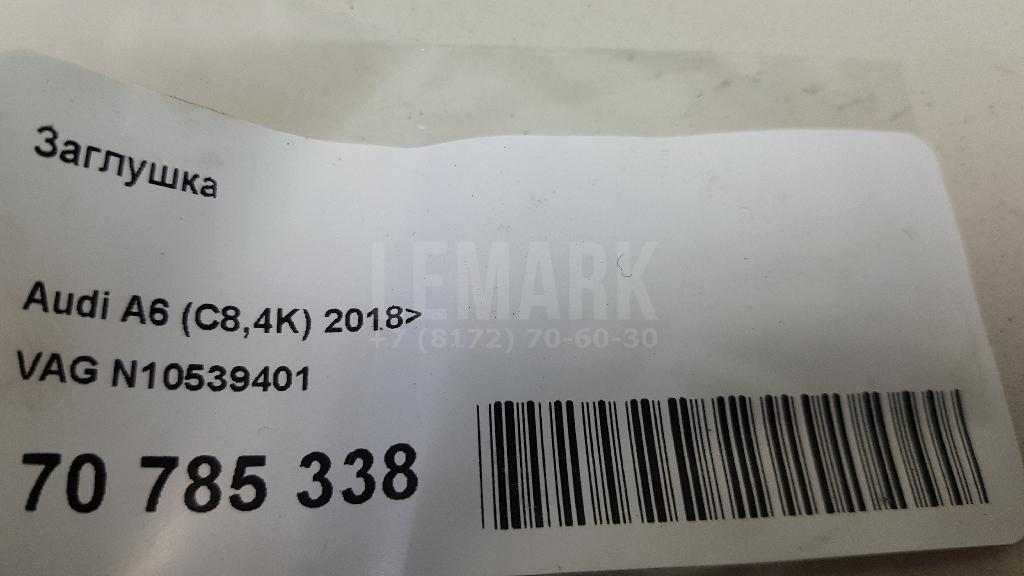 Заглушка
LEMARK
+7 (8172) 70-60-30
Audi A6 (C8,4K) 2018>
VAG N10539401
70 785 338